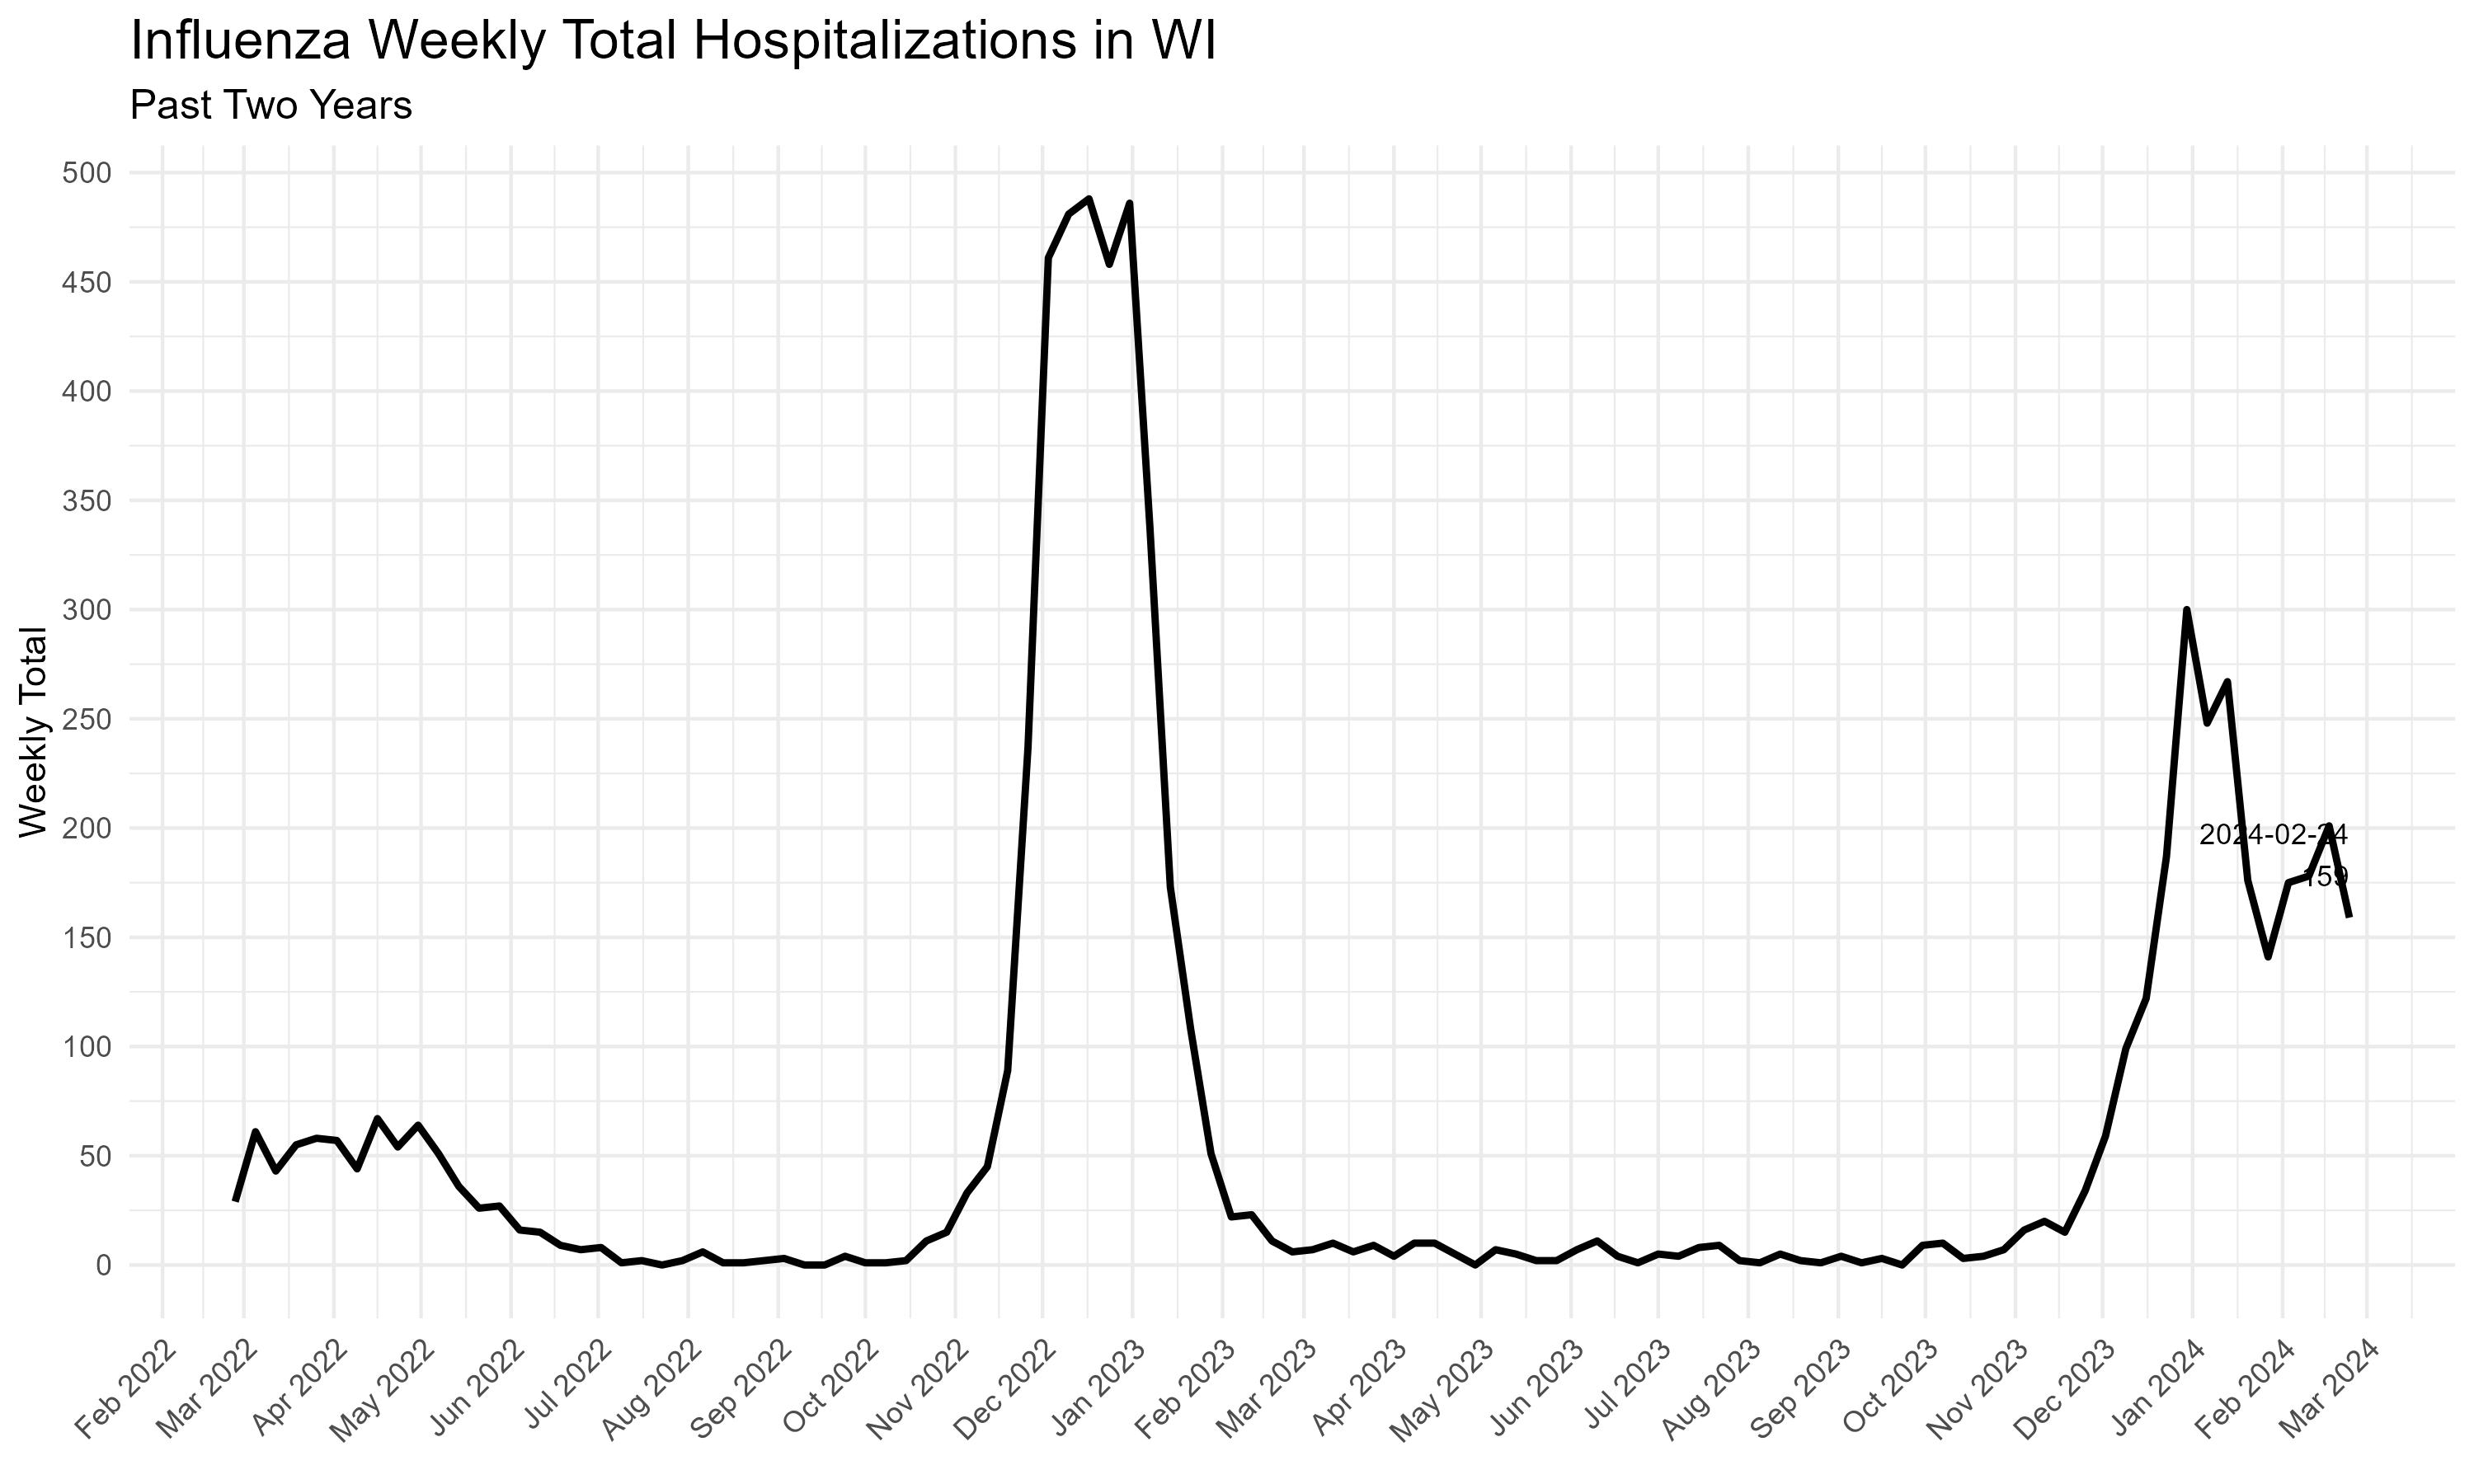 Influenza Weekly Total Hospitalizations in WI
Past Two Years
Weekly Total
500
450
400
350
300
250
200
150
100
50
0
2024-02-24
159
Feb 2022
Mar 2022
Apr 2022
May 2022
Jun 2022
Jul 2022
Aug 2022
Sep 2022
Oct 2022
Nov 2022
Dec 2022
Jan 2023
Feb 2023
Mar 2023
Apr 2023
May 2023
Jun 2023
Jul 2023
Aug 2023
Sep 2023
Oct 2023
Nov 2023
Dec 2023
Jan 2024
Feb 2024
Mar 2024